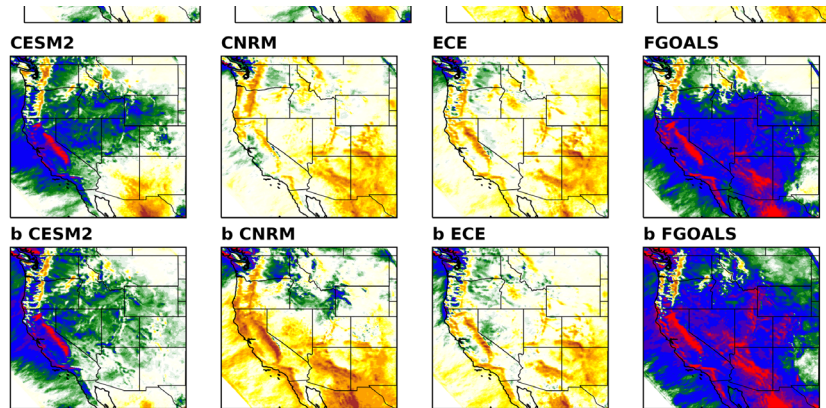 CESM2
CNRM
ECE
FGOALS
b CESM2
b CNRM
b ECE
b FGOALS